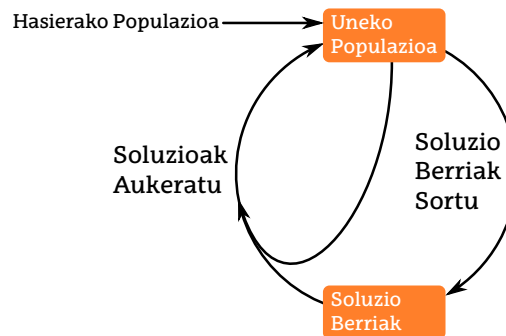 Hasierako Populazioa
Uneko
Populazioa
Soluzioak
Aukeratu
Soluzio
Berriak
Sortu
Soluzio
Berriak